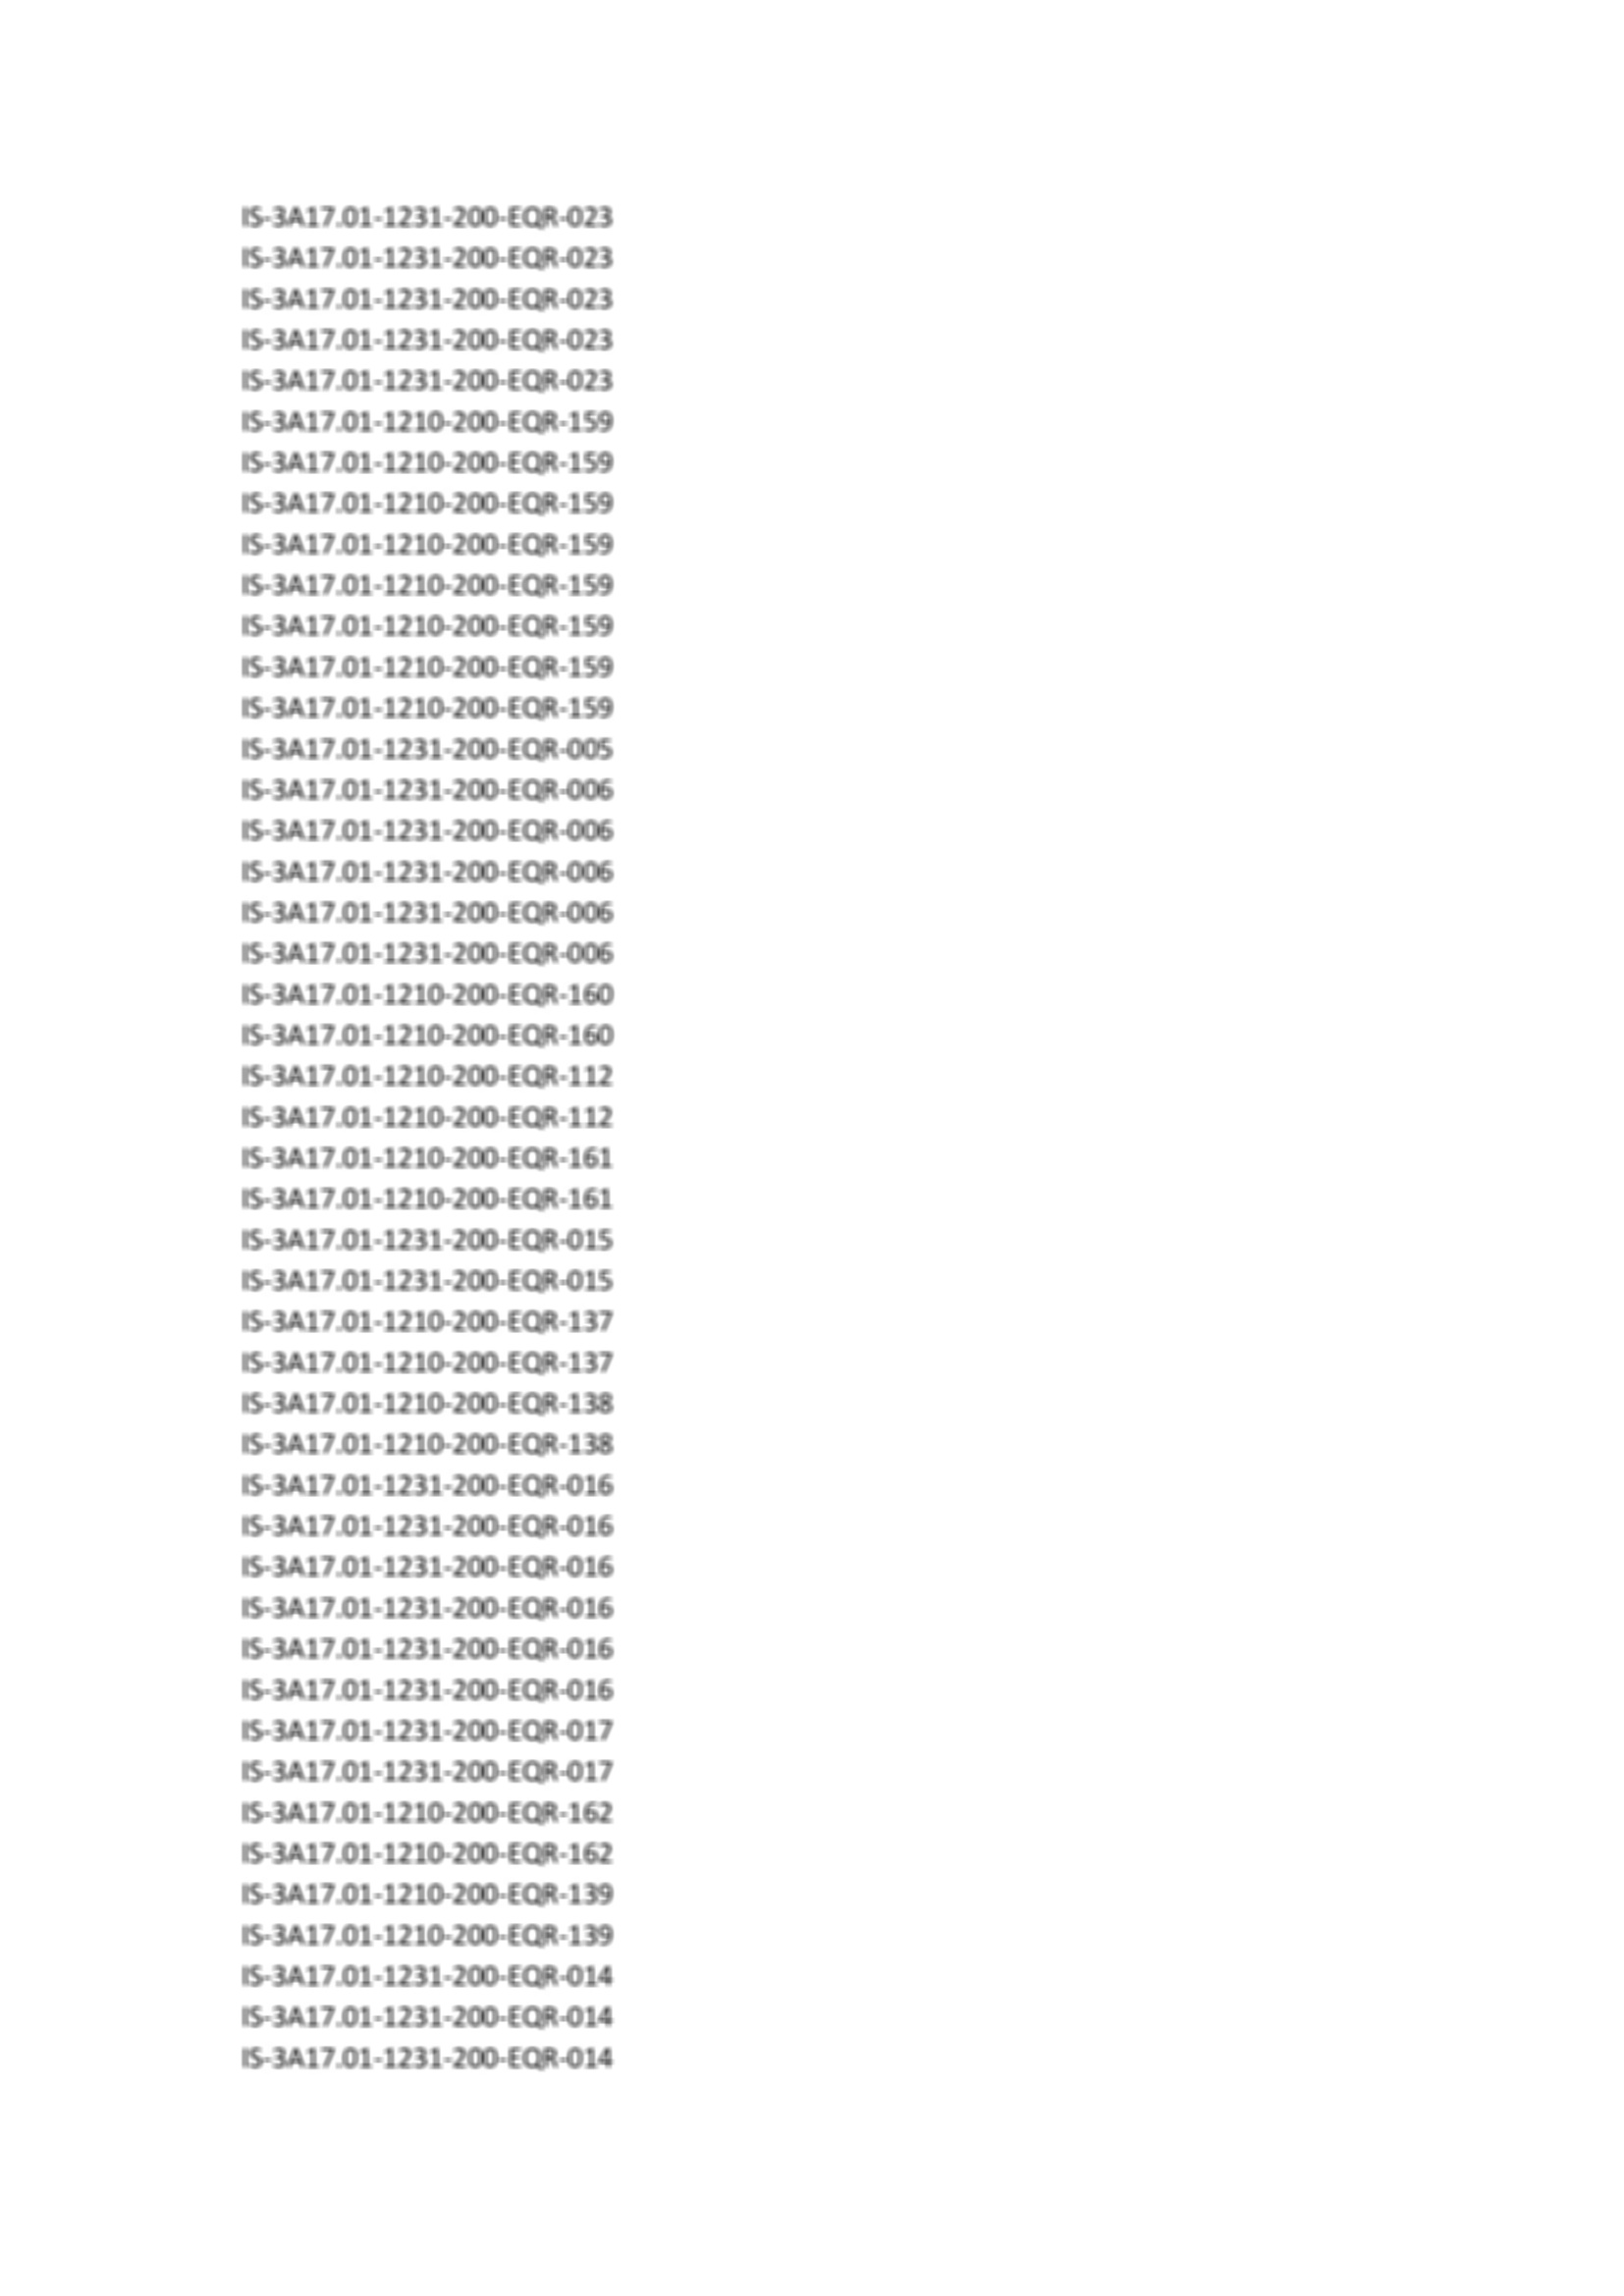 IS-3A17.01-1231-200-EQR-023
IS-3A17.01-1231-200-EQR-023
IS-3A17.01-1231-200-EQR-023
IS-3A17.01-1231-200-EQR-023
IS-3A17.01-1231-200-EQR-023
IS-3A17.01-1210-200-EQR-159
IS-3A17.01-1210-200-EQR-159
IS-3A17.01-1210-200-EQR-159
IS-3A17.01-1210-200-EQR-159
IS-3A17.01-1210-200-EQR-159
IS-3A17.01-1210-200-EQR-159
IS-3A17.01-1210-200-EQR-159
IS-3A17.01-1210-200-EQR-159
IS-3A17.01-1231-200-EQR-005
IS-3A17.01-1231-200-EQR-006
IS-3A17.01-1231-200-EQR-006
IS-3A17.01-1231-200-EQR-006
IS-3A17.01-1231-200-EQR-006
IS-3A17.01-1231-200-EQR-006
IS-3A17.01-1210-200-EQR-160
IS-3A17.01-1210-200-EQR-160
IS-3A17.01-1210-200-EQR-112
IS-3A17.01-1210-200-EQR-112
IS-3A17.01-1210-200-EQR-161
IS-3A17.01-1210-200-EQR-161
IS-3A17.01-1231-200-EQR-015
IS-3A17.01-1231-200-EQR-015
IS-3A17.01-1210-200-EQR-137
IS-3A17.01-1210-200-EQR-137
IS-3A17.01-1210-200-EQR-138
IS-3A17.01-1210-200-EQR-138
IS-3A17.01-1231-200-EQR-016
IS-3A17.01-1231-200-EQR-016
IS-3A17.01-1231-200-EQR-016
IS-3A17.01-1231-200-EQR-016
IS-3A17.01-1231-200-EQR-016
IS-3A17.01-1231-200-EQR-016
IS-3A17.01-1231-200-EQR-017
IS-3A17.01-1231-200-EQR-017
IS-3A17.01-1210-200-EQR-162
IS-3A17.01-1210-200-EQR-162
IS-3A17.01-1210-200-EQR-139
IS-3A17.01-1210-200-EQR-139
IS-3A17.01-1231-200-EQR-014
IS-3A17.01-1231-200-EQR-014
IS-3A17.01-1231-200-EQR-014